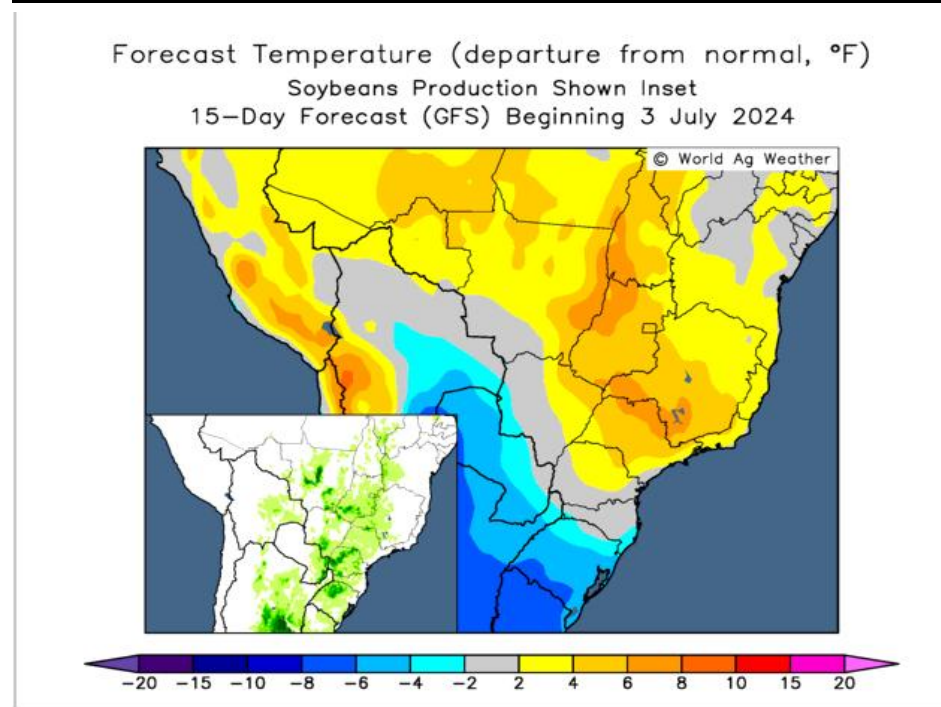 Forecast Temperature (departure from normal, °F)
Soybeans Production Shown Inset
15-Day Forecast (GFS) Beginning 3 July 2024
© World Ag Weather
-20 -15 -10 -8 -6 -4 -2 2 4 6 8 10 15 20